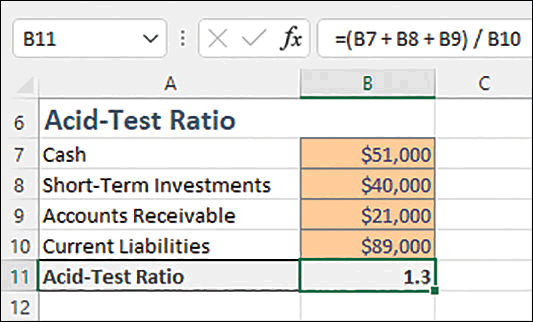 B11 fx =(B7 + B8 + B9) / B10
A B C
6 Acid-Test Ratio
7 Cash $51,000
8 Short-Term Investments $40,000
9 Accounts Receivable $21,000
10 Current Liabilities $89,000
11 Acid-Test Ratio 1.3
12